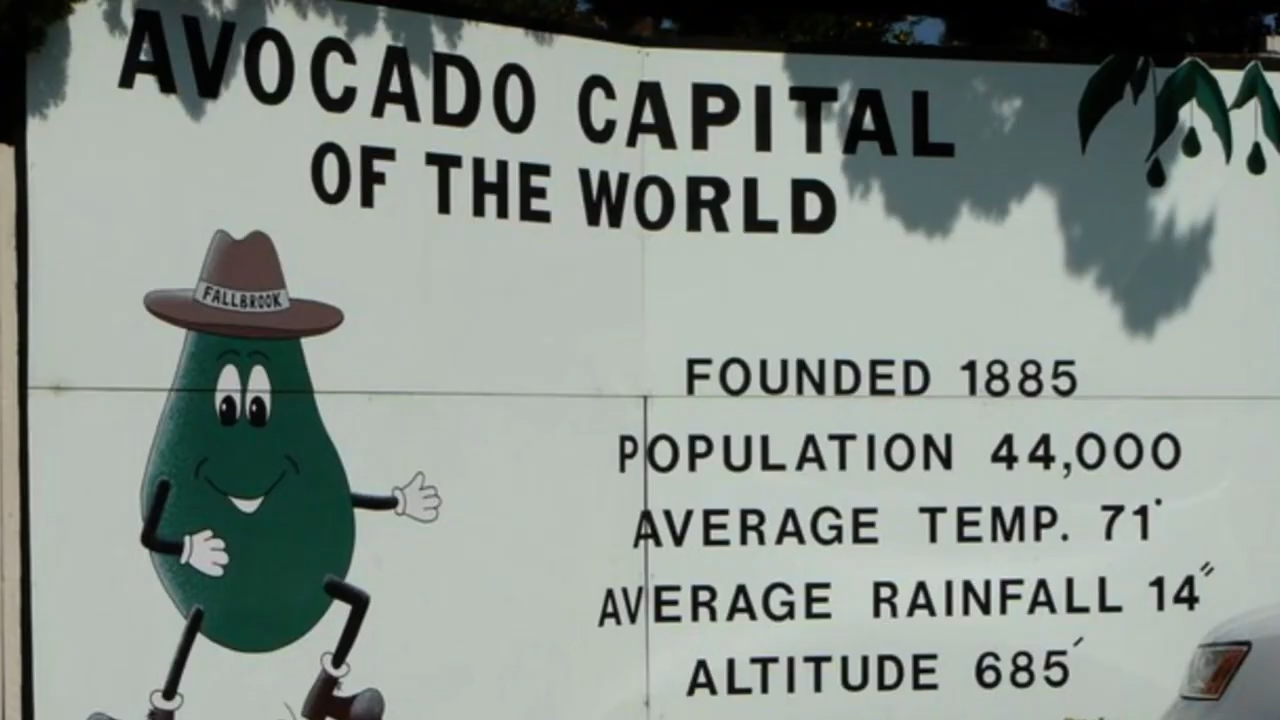 AVOCADO CAPITAL
OF THE WORLD
FALLBROOK
FOUNDED 1885
POPULATION 44,000
AVERAGE TEMP. 71°
AVERAGE RAINFALL 14"
ALTITUDE 685'